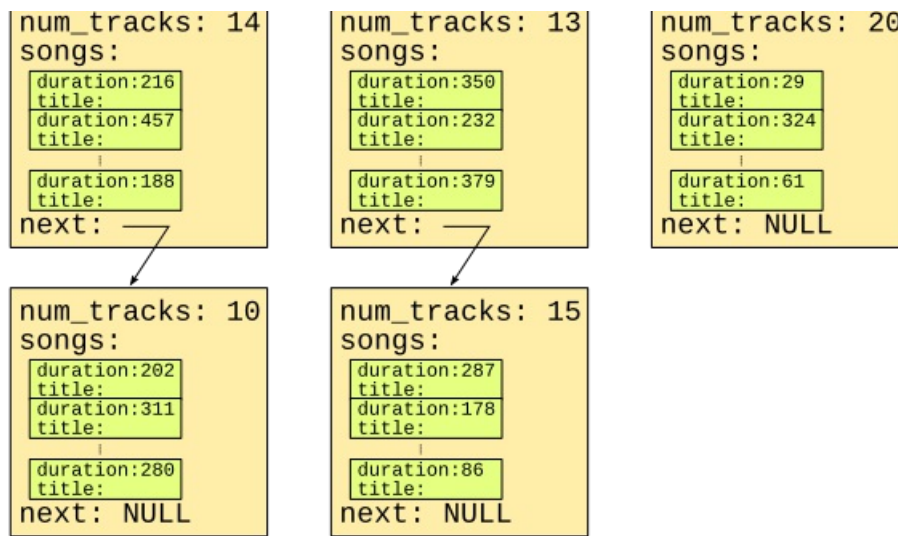 num_tracks: 14
songs:
duration:216
title:
duration:457
title:
duration:188
title:
next:
num_tracks: 13
songs:
duration:350
title:
duration:232
title:
duration:379
title:
next:
num_tracks: 20
songs:
duration:29
title:
duration:324
title:
duration:61
title:
next: NULL
num_tracks: 10
songs:
duration:202
title:
duration:311
title:
duration:280
title:
next: NULL
num_tracks: 15
songs:
duration:287
title:
duration:178
title:
duration:86
title:
next: NULL